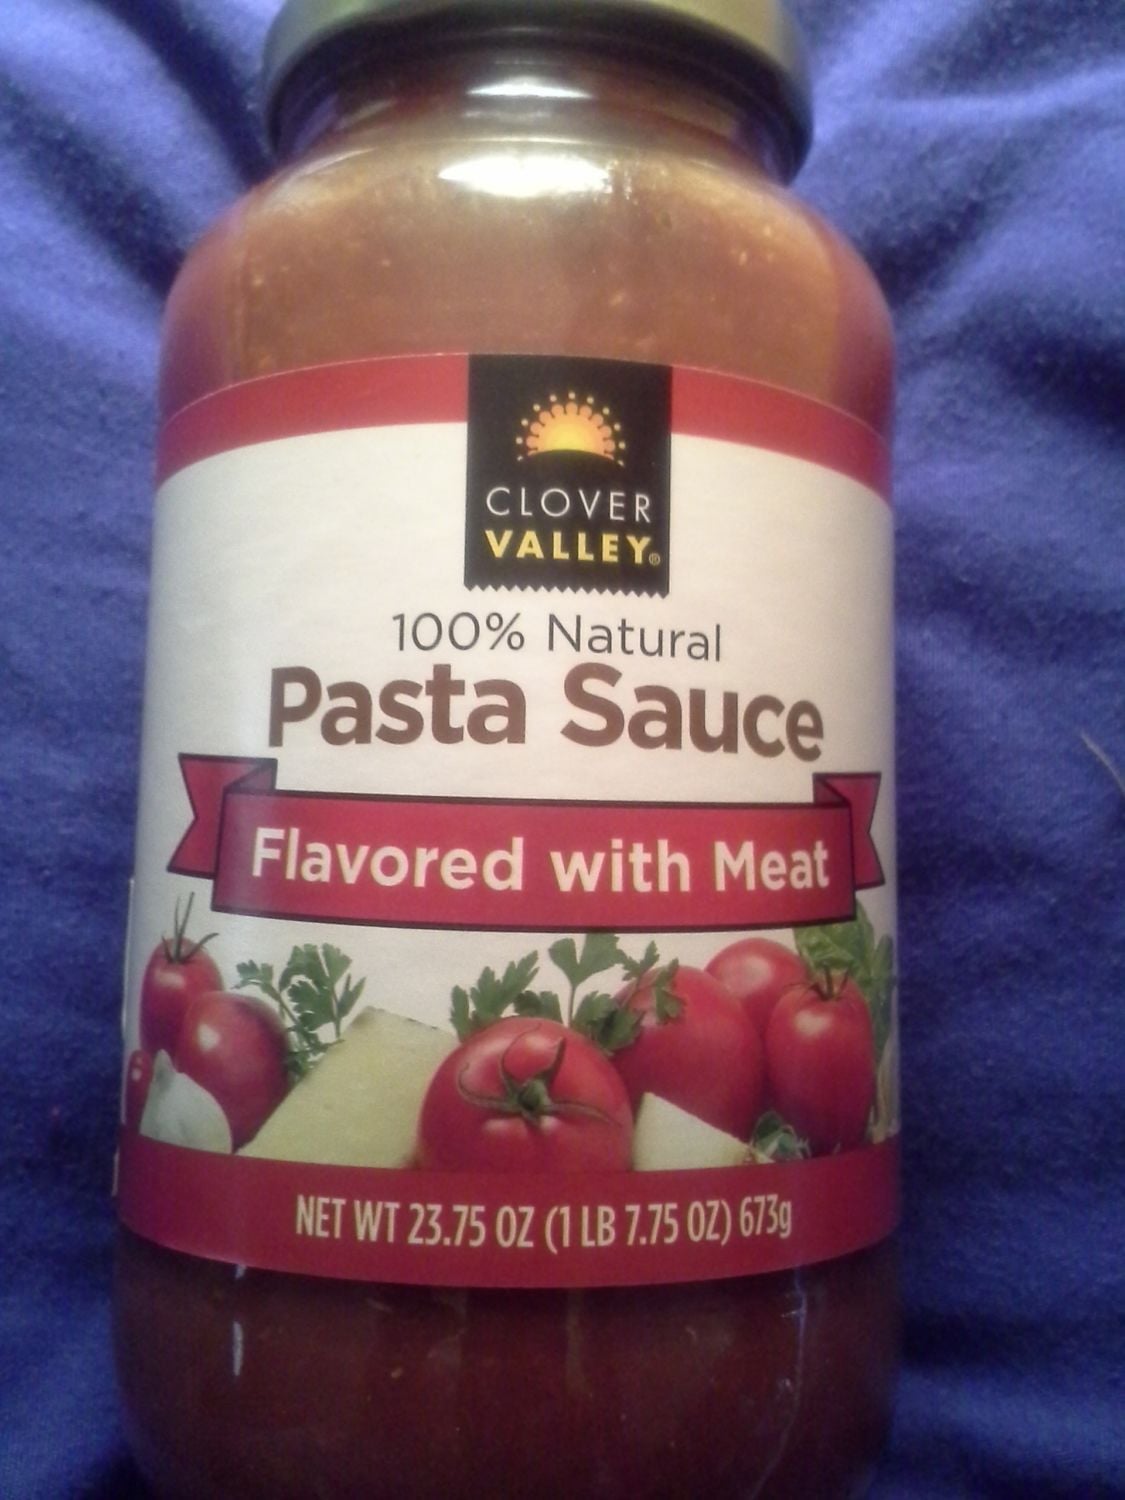 CLOVER
VALLEY®
100% Natural
Pasta Sauce
Flavored with Meat
NET WT 23.75 OZ (1 LB 7.75 OZ) 673g